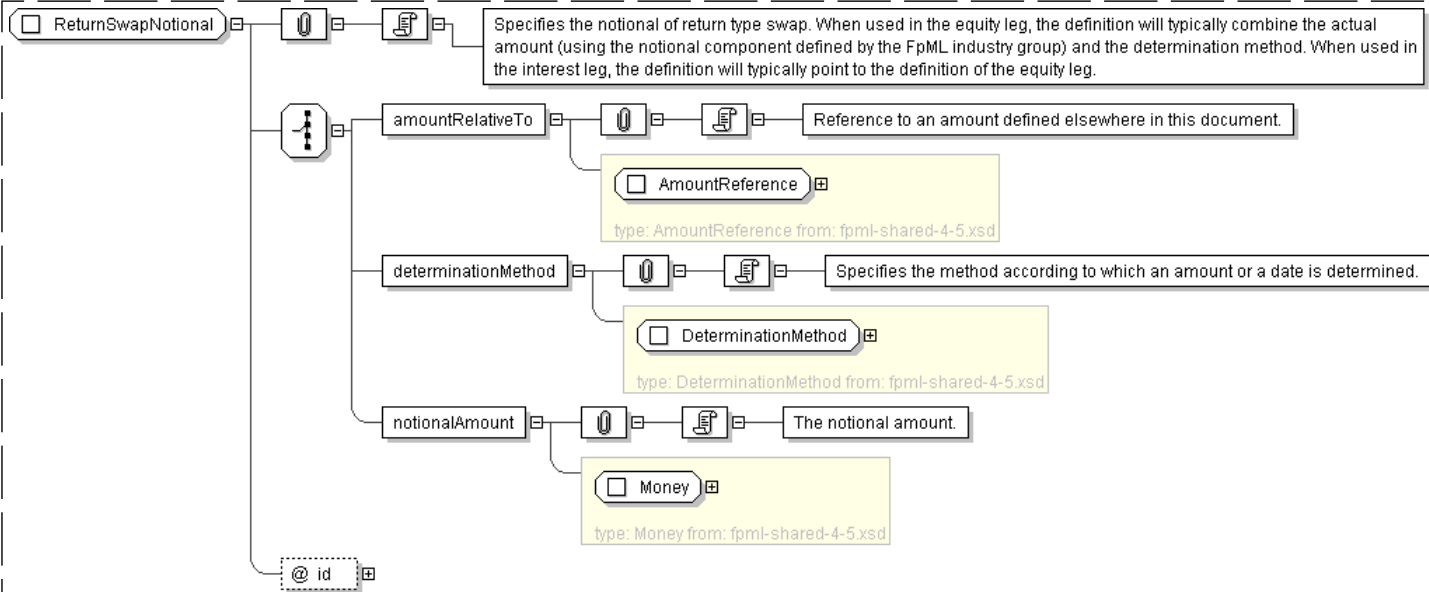 ReturnSwapNotional
Specifies the notional of return type swap. When used in the equity leg, the definition will typically combine the actual
amount (using the notional component defined by the FpML industry group) and the determination method. When used in
the interest leg, the definition will typically point to the definition of the equity leg.
amountRelativeTo
Reference to an amount defined elsewhere in this document.
AmountReference
type: AmountReference from: fpml-shared-4-5.xsd
determinationMethod
Specifies the method according to which an amount or a date is determined.
DeterminationMethod
type: DeterminationMethod from: fpml-shared-4-5.xsd
notionalAmount
The notional amount.
Money
type: Money from: fpml-shared-4-5.xsd
@ id